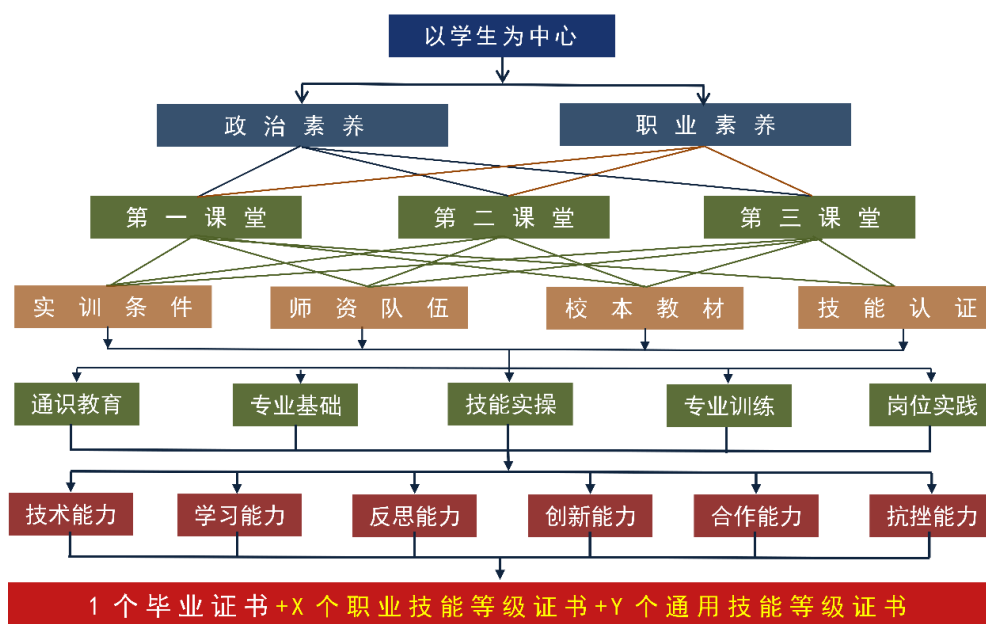 以学生为中心
政治素养 职业素养
第一课堂 第二课堂 第三课堂
实训条件 师资队伍 校本教材 技能认证
通识教育 专业基础 技能实操 专业训练 岗位实践
技术能力 学习能力 反思能力 创新能力 合作能力 抗挫能力
1个毕业证书+X个职业技能等级证书+Y个通用技能等级证书